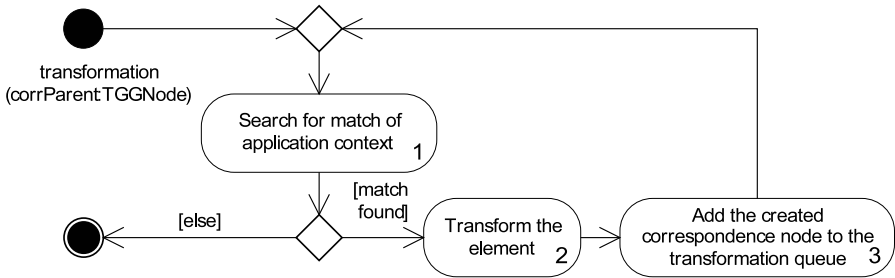 transformation
(corrParent:TGGNode)
Search for match of
application context
1
[match
found]
[else]
Transform the
element
2
Add the created
correspondence node to the
transformation queue
3